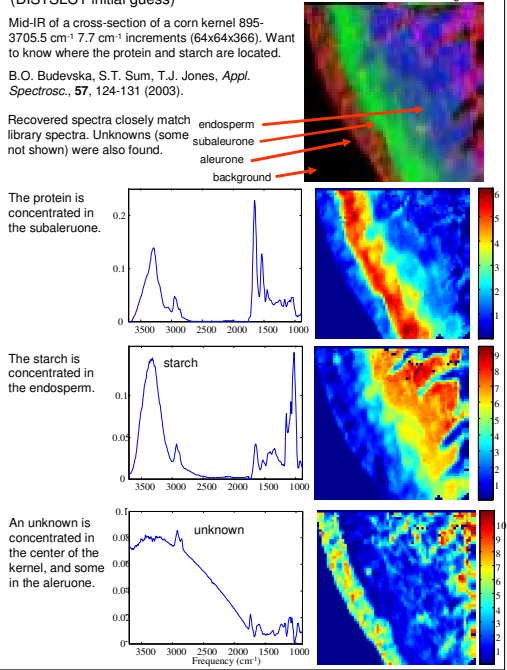 (DISTSLCT initial guess)
Mid-IR of a cross-section of a corn kernel 895-
3705.5 cm-1 7.7 cm-1 increments (64x64x366). Want
to know where the protein and starch are located.
B.O. Budevska, S.T. Sum, T.J. Jones, Appl.
Spectrosc., 57, 124-131 (2003).
Recovered spectra closely match
library spectra. Unknowns (some
not shown) were also found.
endosperm
subaleurone
aleurone
background
The protein is
concentrated in
the subaleruone.
0.2
0.1
0
3500 3000 2500 2000 1500 1000
6
5
4
3
2
1
The starch is
concentrated in
the endosperm.
starch
0.1
0.05
0
3500 3000 2500 2000 1500 1000
9
8
7
6
5
4
3
2
1
An unknown is
concentrated in
the center of the
kernel, and some
in the aleruone.
unknown
0.1
0.08
0.06
0.04
0.02
0
3500 3000 2500 2000 1500 1000
Frequency (cm-1)
10
9
8
7
6
5
4
3
2
1